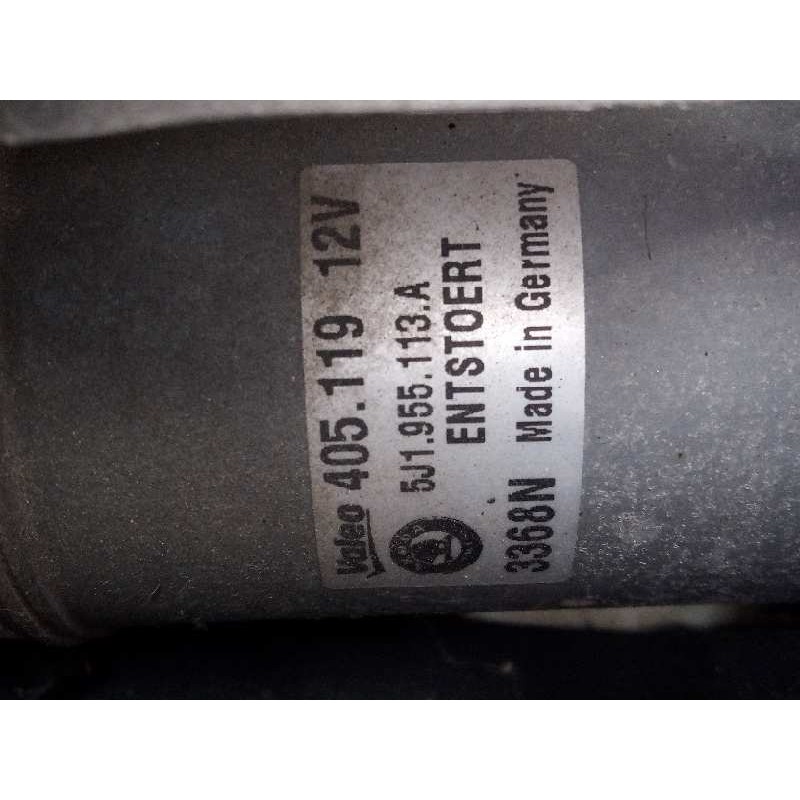 Valeo 405.119 12V
5J1.955.113.A
ENTSTOERT
3368N Made in Germany